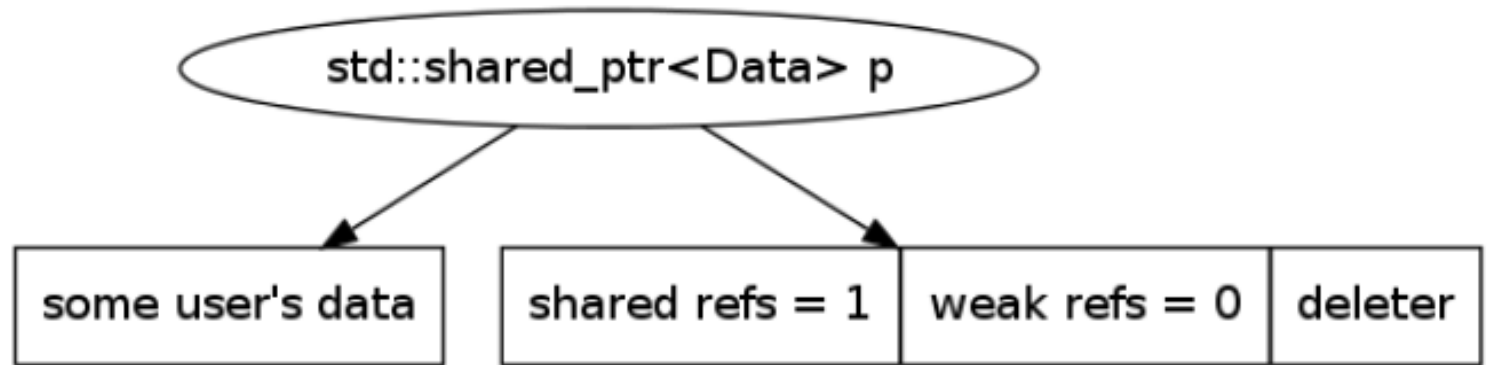 std::shared_ptr<Data> p
some user's data
shared refs = 1
weak refs = 0
deleter